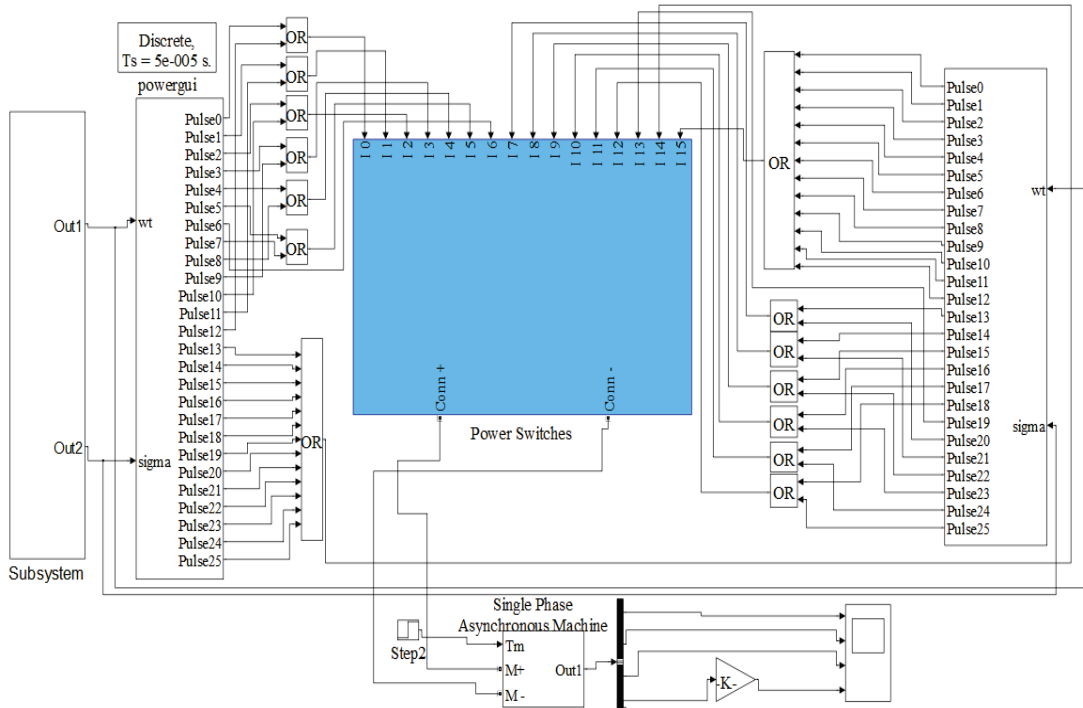 Discrete,
Ts = 5e-005 s.
powergui
OR
OR
OR
OR
OR
OR
Pulse0
Pulse1
Pulse2
Pulse3
Pulse4
Pulse5
Pulse6
Pulse7
Pulse8
Pulse9
Pulse10
Pulse11
Pulse12
Pulse13
Pulse14
Pulse15
Pulse16
Pulse17
Pulse18
Pulse19
Pulse20
Pulse21
Pulse22
Pulse23
Pulse24
Pulse25
Out1
wt
Out2
sigma
Subsystem
OR
I 0
I 1
I 2
I 3
I 4
I 5
I 6
I 7
I 8
I 9
I 10
I 11
I 12
I 13
I 14
I 15
Conn +
Conn -
Power Switches
OR
OR
OR
OR
OR
OR
OR
Pulse0
Pulse1
Pulse2
Pulse3
Pulse4
Pulse5
Pulse6
Pulse7
Pulse8
Pulse9
Pulse10
Pulse11
Pulse12
Pulse13
Pulse14
Pulse15
Pulse16
Pulse17
Pulse18
Pulse19
Pulse20
Pulse21
Pulse22
Pulse23
Pulse24
Pulse25
wt
sigma
Single Phase
Asynchronous Machine
Step2
Tm
M+
M -
Out1
-K-